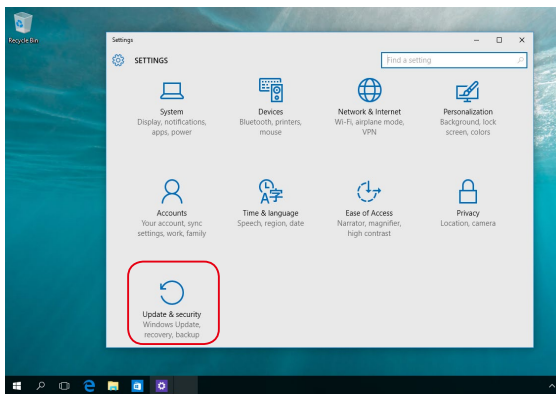 Recycle Bin
Settings
SETTINGS
Find a setting
System
Display, notifications,
apps, power
Devices
Bluetooth, printers,
mouse
Network & Internet
Wi-Fi, airplane mode,
VPN
Personalization
Background, lock
screen, colors
Accounts
Your account, sync
settings, work, family
Time & language
Speech, region, date
Ease of Access
Narrator, magnifier,
high contrast
Privacy
Location, camera
Update & security
Windows Update,
recovery, backup